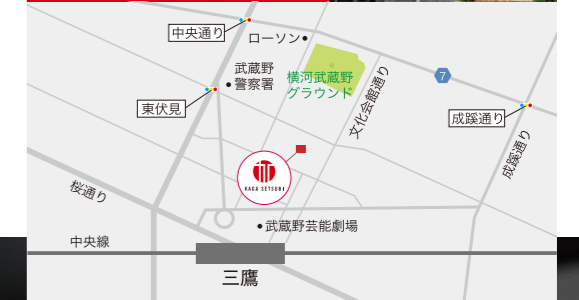 中央通り
ローソン
武蔵野
警察署
横河武蔵野
グラウンド
文化会館通り
7
東伏見
成蹊通り
成蹊通り
KAGA SETSUBI
桜通り
武蔵野芸能劇場
中央線
三鷹